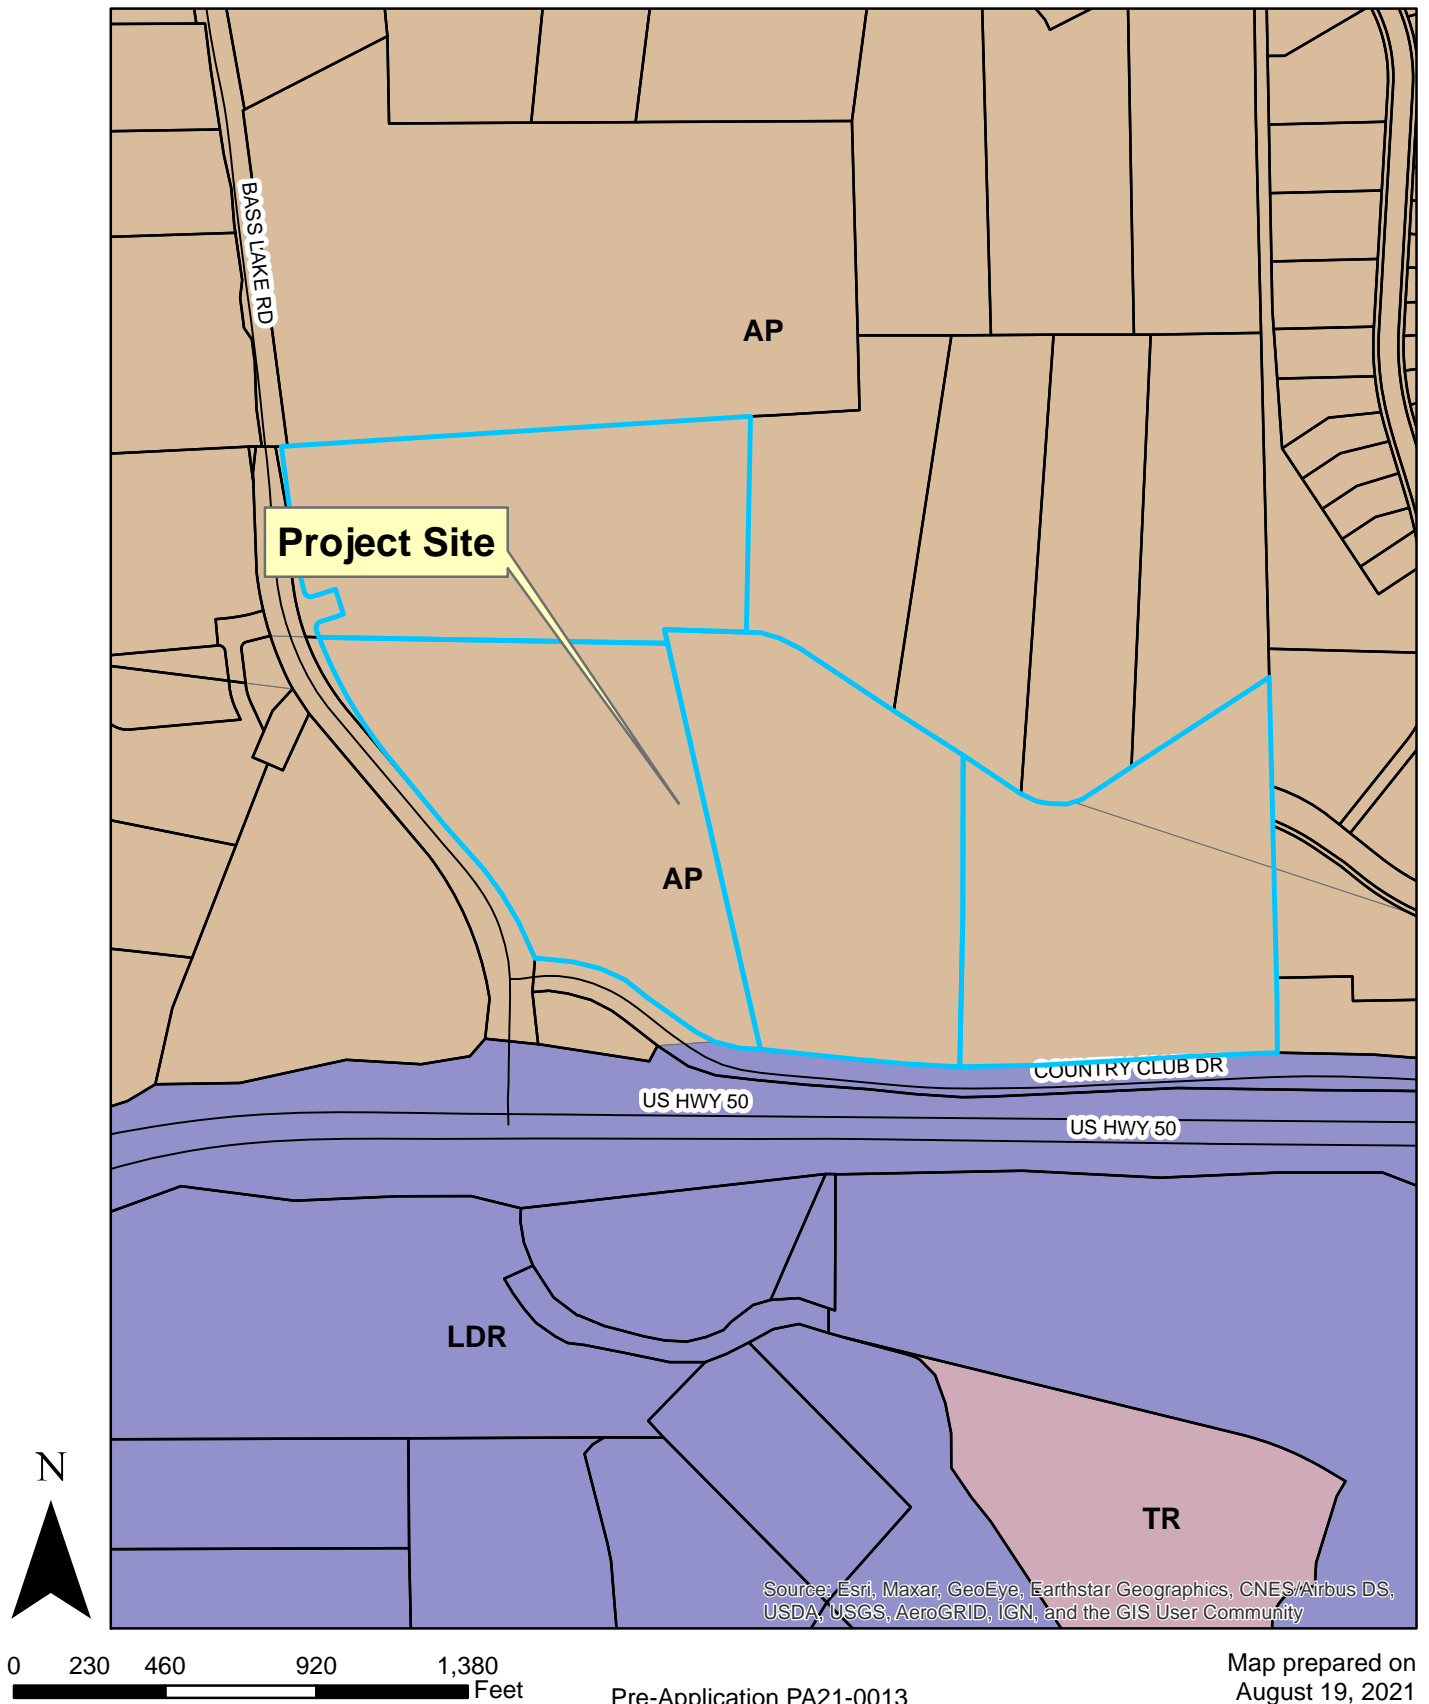 BASS LAKE RD
AP
Project Site
AP
COUNTRY CLUB DR
US HWY 50
US HWY 50
LDR
TR
Source: Esri, Maxar, GeoEye, Earthstar Geographics, CNES/Airbus DS,
USDA, USGS, AeroGRID, IGN, and the GIS User Community
N
0 230 460 920 1,380
Feet
Pre-Application PA21-0013
Map prepared on
August 19, 2021